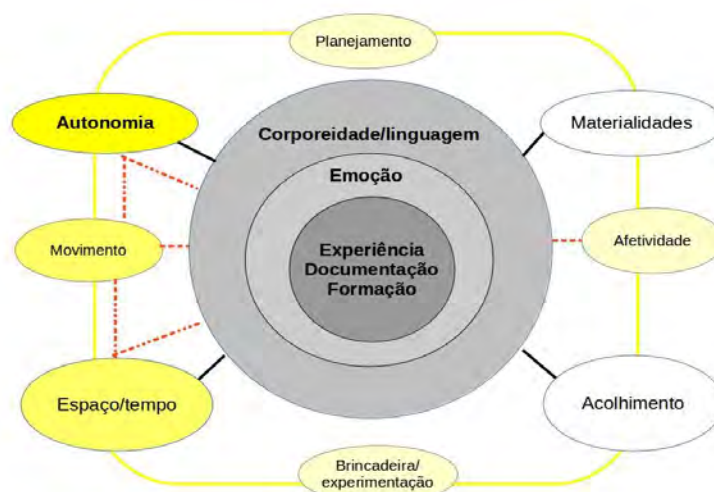 Planejamento
Autonomia
Corporeidade/linguagem
Materialidades
Emoção
Movimento
Experiência
Documentação
Formação
Afetividade
Espaço/tempo
Acolhimento
Brincadeira/
experimentação